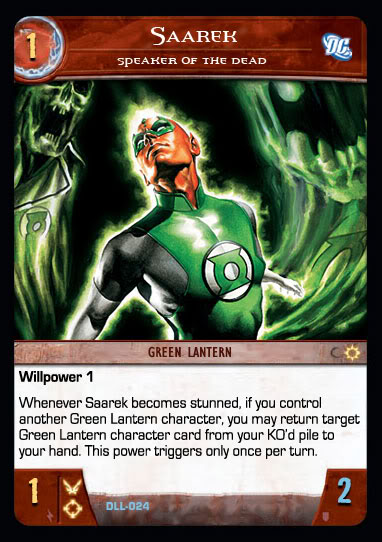 1
SAAREK
SPEAKER OF THE DEAD
DC
GREEN LANTERN
Willpower 1
Whenever Saarek becomes stunned, if you control
another Green Lantern character, you may return target
Green Lantern character card from your KO'd pile to
your hand. This power triggers only once per turn.
1
DLL-024
2